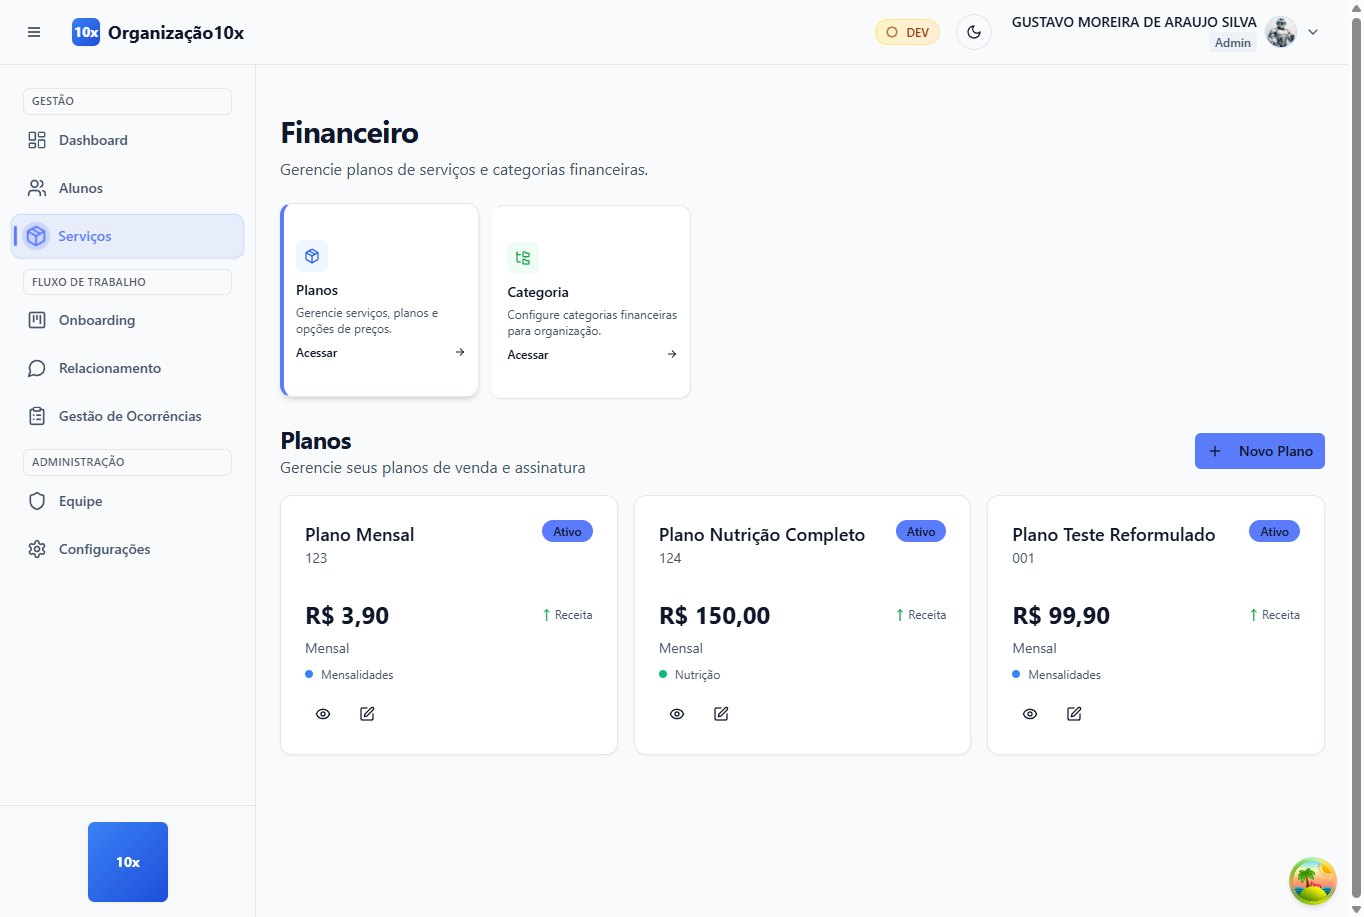 10x Organização10x
DEV
GUSTAVO MOREIRA DE ARAUJO SILVA
Admin
GESTÃO
Dashboard
Alunos
Serviços
FLUXO DE TRABALHO
Onboarding
Relacionamento
Gestão de Ocorrências
ADMINISTRAÇÃO
Equipe
Configurações
10x
Financeiro
Gerencie planos de serviços e categorias financeiras.
Planos
Gerencie serviços, planos e
opções de preços.
Acessar
Categoria
Configure categorias financeiras
para organização.
Acessar
Planos
Gerencie seus planos de venda e assinatura
Novo Plano
Plano Mensal
Ativo
123
R$ 3,90
Receita
Mensal
Mensalidades
Plano Nutrição Completo
Ativo
124
R$ 150,00
Receita
Mensal
Nutrição
Plano Teste Reformulado
Ativo
001
R$ 99,90
Receita
Mensal
Mensalidades